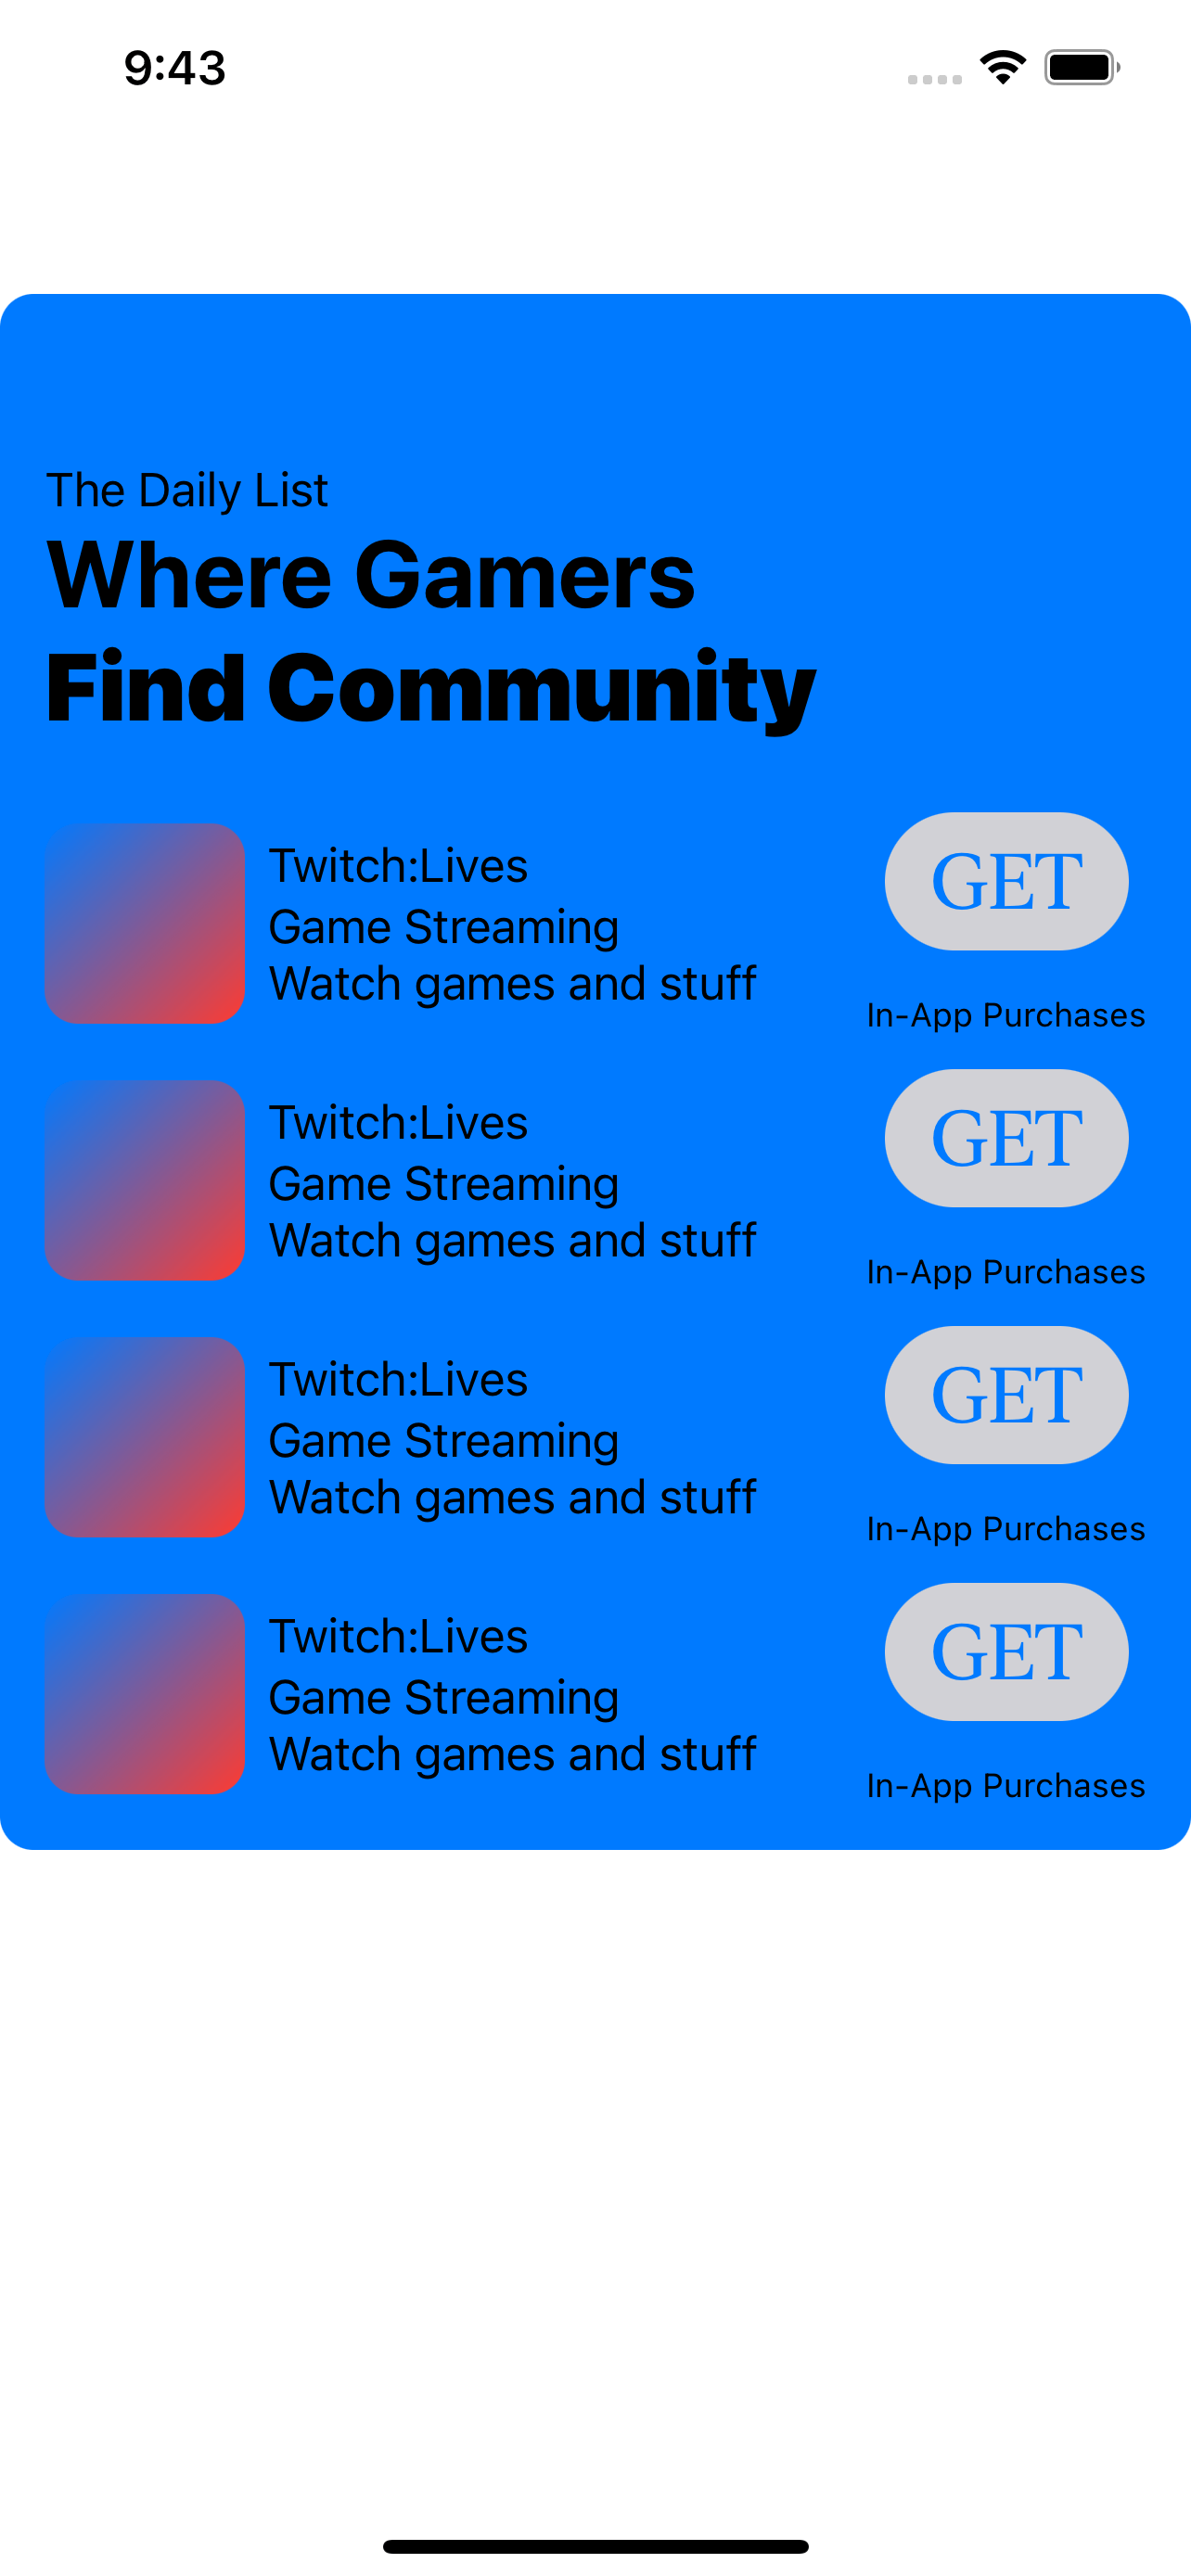 9:43
The Daily List
Where Gamers
Find Community
Twitch:Lives
Game Streaming
Watch games and stuff
GET
In-App Purchases
Twitch:Lives
Game Streaming
Watch games and stuff
GET
In-App Purchases
Twitch:Lives
Game Streaming
Watch games and stuff
GET
In-App Purchases
Twitch:Lives
Game Streaming
Watch games and stuff
GET
In-App Purchases